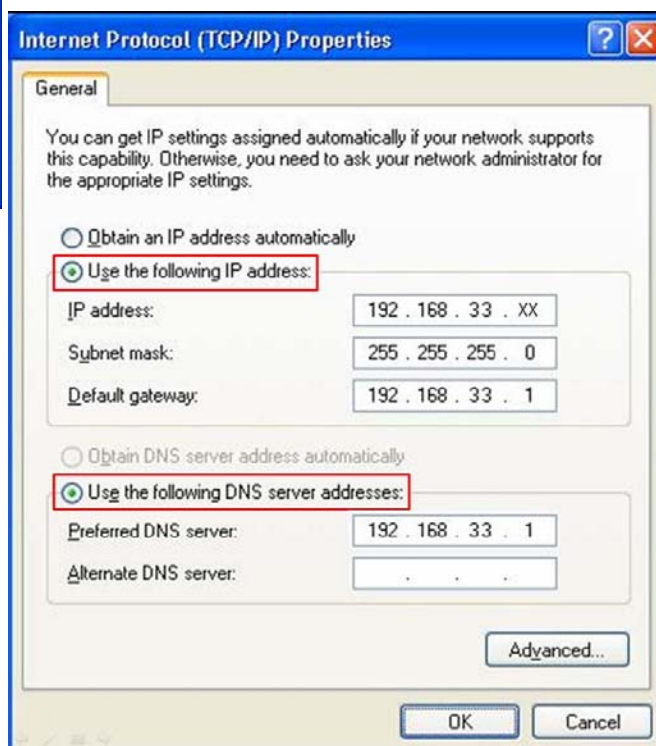 Internet Protocol (TCP/IP) Properties
General
You can get IP settings assigned automatically if your network supports
this capability. Otherwise, you need to ask your network administrator for
the appropriate IP settings.
Obtain an IP address automatically
Use the following IP address:
IP address: 192 . 168 . 33 . XX
Subnet mask: 255 . 255 . 255 . 0
Default gateway: 192 . 168 . 33 . 1
Obtain DNS server address automatically
Use the following DNS server addresses:
Preferred DNS server: 192 . 168 . 33 . 1
Alternate DNS server: . . .
Advanced...
OK Cancel